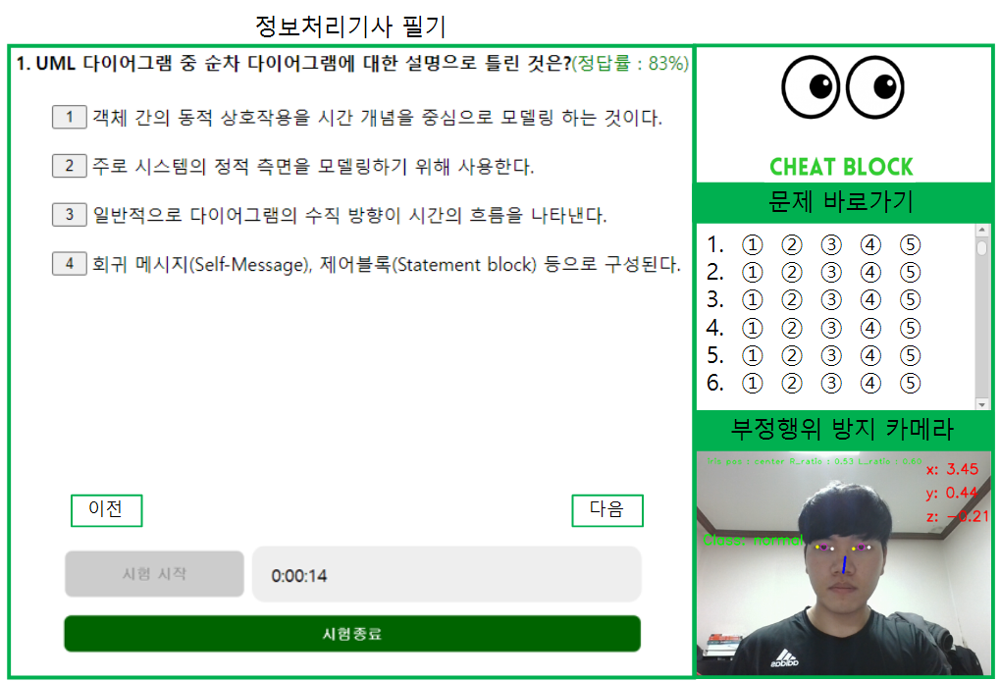 정보처리기사 필기
1. UML 다이어그램 중 순차 다이어그램에 대한 설명으로 틀린 것은?(정답률 : 83%)
1 객체 간의 동적 상호작용을 시간 개념을 중심으로 모델링 하는 것이다.
2 주로 시스템의 정적 측면을 모델링하기 위해 사용한다.
3 일반적으로 다이어그램의 수직 방향이 시간의 흐름을 나타낸다.
4 회귀 메시지(Self-Message), 제어블록(Statement block) 등으로 구성된다.
이전
다음
시험 시작
0:00:14
시험종료
CHEAT BLOCK
문제 바로가기
1. ① ② ③ ④ ⑤
2. ① ② ③ ④ ⑤
3. ① ② ③ ④ ⑤
4. ① ② ③ ④ ⑤
5. ① ② ③ ④ ⑤
6. ① ② ③ ④ ⑤
부정행위 방지 카메라
iris pos : center R_ratio : 0.53 L_ratio : 0.60
x: 3.45
y: 0.44
z: -0.21
Class: normal